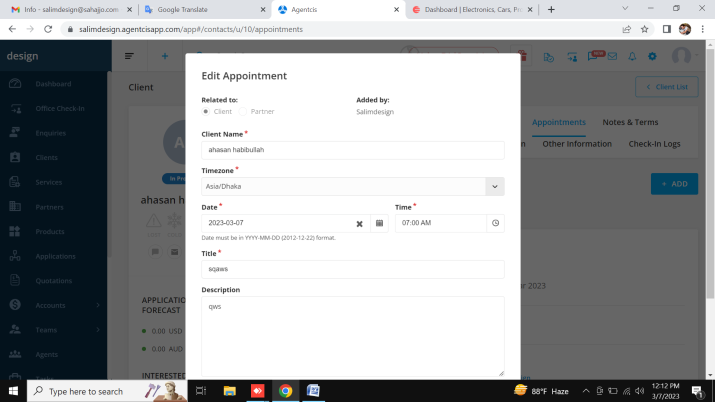 Info - salimdesign@sahajjo.com
Google Translate
Agentcis
Dashboard | Electronics, Cars, Pr
salimdesign.agentcisapp.com/app#/contacts/u/10/appointments
design
NEW
Dashboard
Office Check-In
Enquiries
Clients
Services
Partners
Products
Applications
Quotations
Accounts
Teams
Agents
Client
Client List
A
In Pro
ahasan h
Appointments
Notes & Terms
Other Information
Check-In Logs
+ ADD
2023
APPLICATIO
FORECAST
0.00 USD
0.00 AUD
INTERESTED
Edit Appointment
Related to:
Added by:
Client
Partner
Salimdesign
Client Name *
ahasan habibullah
Timezone *
Asia/Dhaka
Date *
Time *
2023-03-07
07:00 AM
Date must be in YYYY-MM-DD (2012-12-22) format.
Title *
sqaws
Description
qws
Type here to search
88°F Haze
12:12 PM
3/7/2023
1